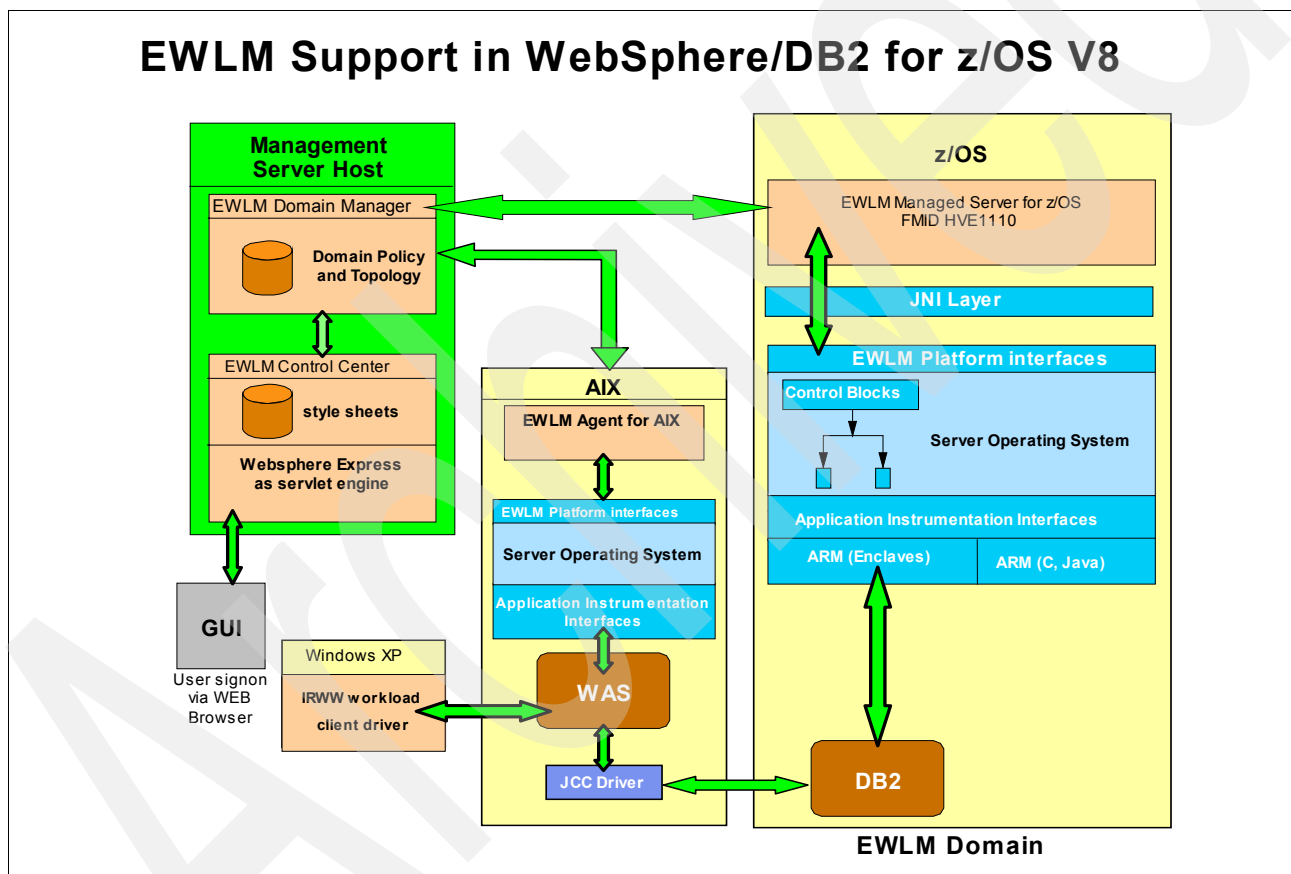 EWLM Support in WebSphere/DB2 for z/OS V8
Management
Server Host
EWLM Domain Manager
Domain Policy
and Topology
EWLM Control Center
style sheets
Websphere Express
as servlet engine
GUI
User signon
via WEB
Browser
Windows XP
IRWW workload
client driver
AIX
EWLM Agent for AIX
EWLM Platform interfaces
Server Operating System
Application Instrumentation
Interfaces
WAS
JCC Driver
z/OS
EWLM Managed Server for z/OS
FMID HVE1110
JNI Layer
EWLM Platform interfaces
Control Blocks
Server Operating System
Application Instrumentation Interfaces
ARM (Enclaves)
ARM (C, Java)
DB2
EWLM Domain
Archived